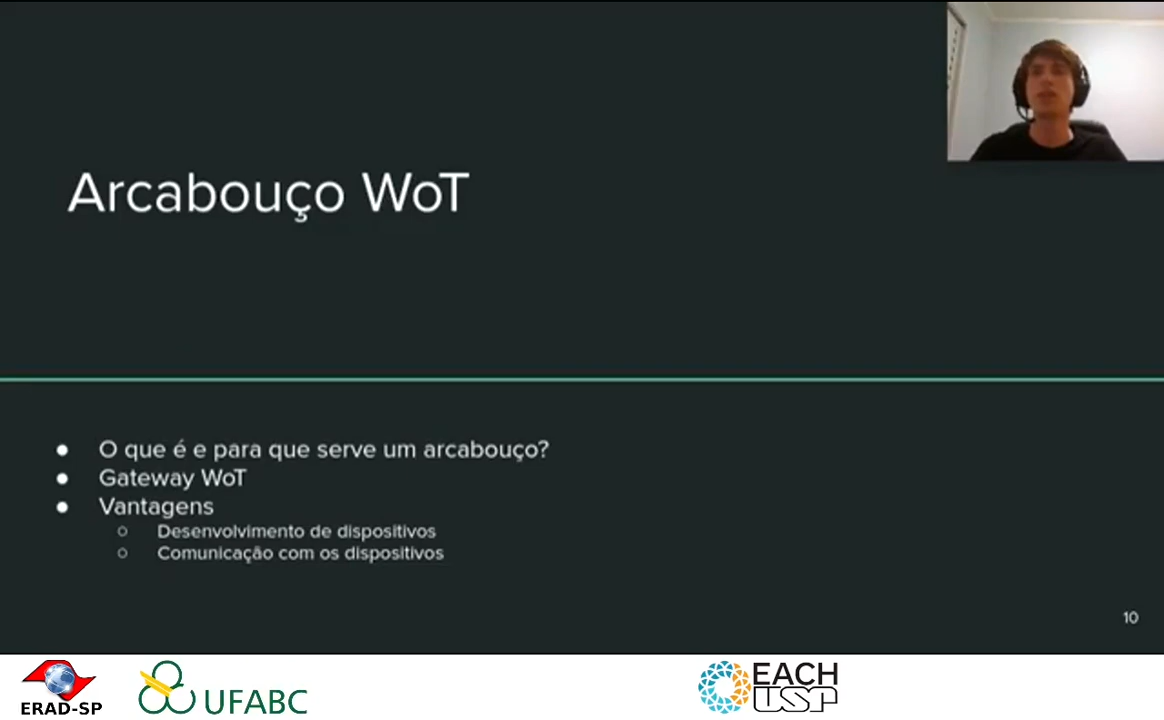 Arcabouço WoT
O que é e para que serve um arcabouço?
Gateway WoT
Vantagens
Desenvolvimento de dispositivos
Comunicação com os dispositivos
10
ERAD-SP
UFABC
EACH
USP